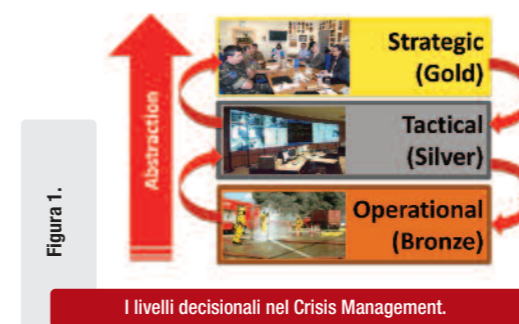 Strategic
(Gold)
Tactical
(Silver)
Operational
(Bronze)
Abstraction
Figura 1.
I livelli decisionali nel Crisis Management.